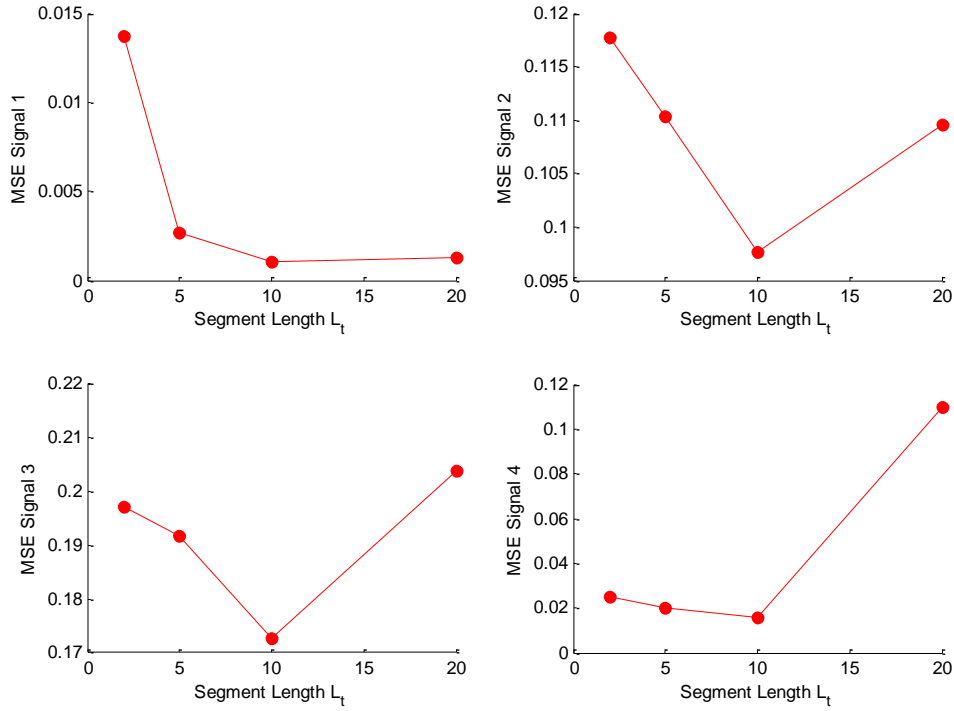 0.015
0.01
0.005
0
MSE Signal 1
0 5 10 15 20
Segment Length L_t
0.12
0.115
0.11
0.105
0.1
0.095
MSE Signal 2
0 5 10 15 20
Segment Length L_t
0.22
0.21
0.2
0.19
0.18
0.17
MSE Signal 3
0 5 10 15 20
Segment Length L_t
0.12
0.1
0.08
0.06
0.04
0.02
0
MSE Signal 4
0 5 10 15 20
Segment Length L_t